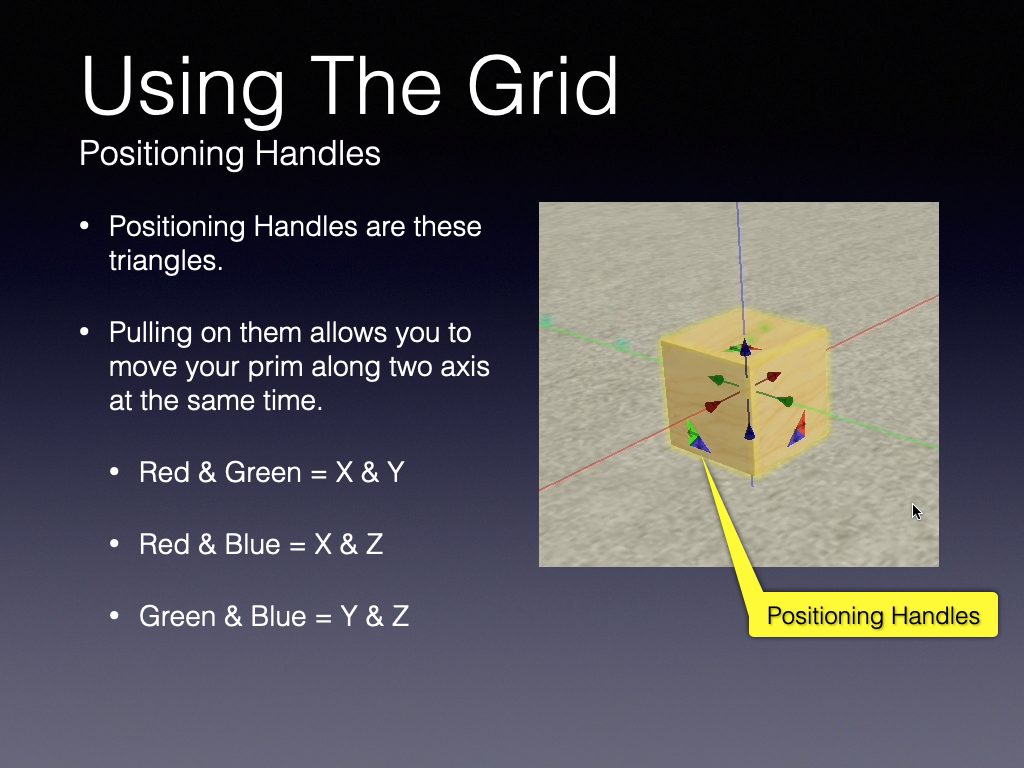 Using The Grid
Positioning Handles
• Positioning Handles are these
triangles.
• Pulling on them allows you to
move your prim along two axis
at the same time.
• Red & Green = X & Y
• Red & Blue = X & Z
• Green & Blue = Y & Z
Positioning Handles